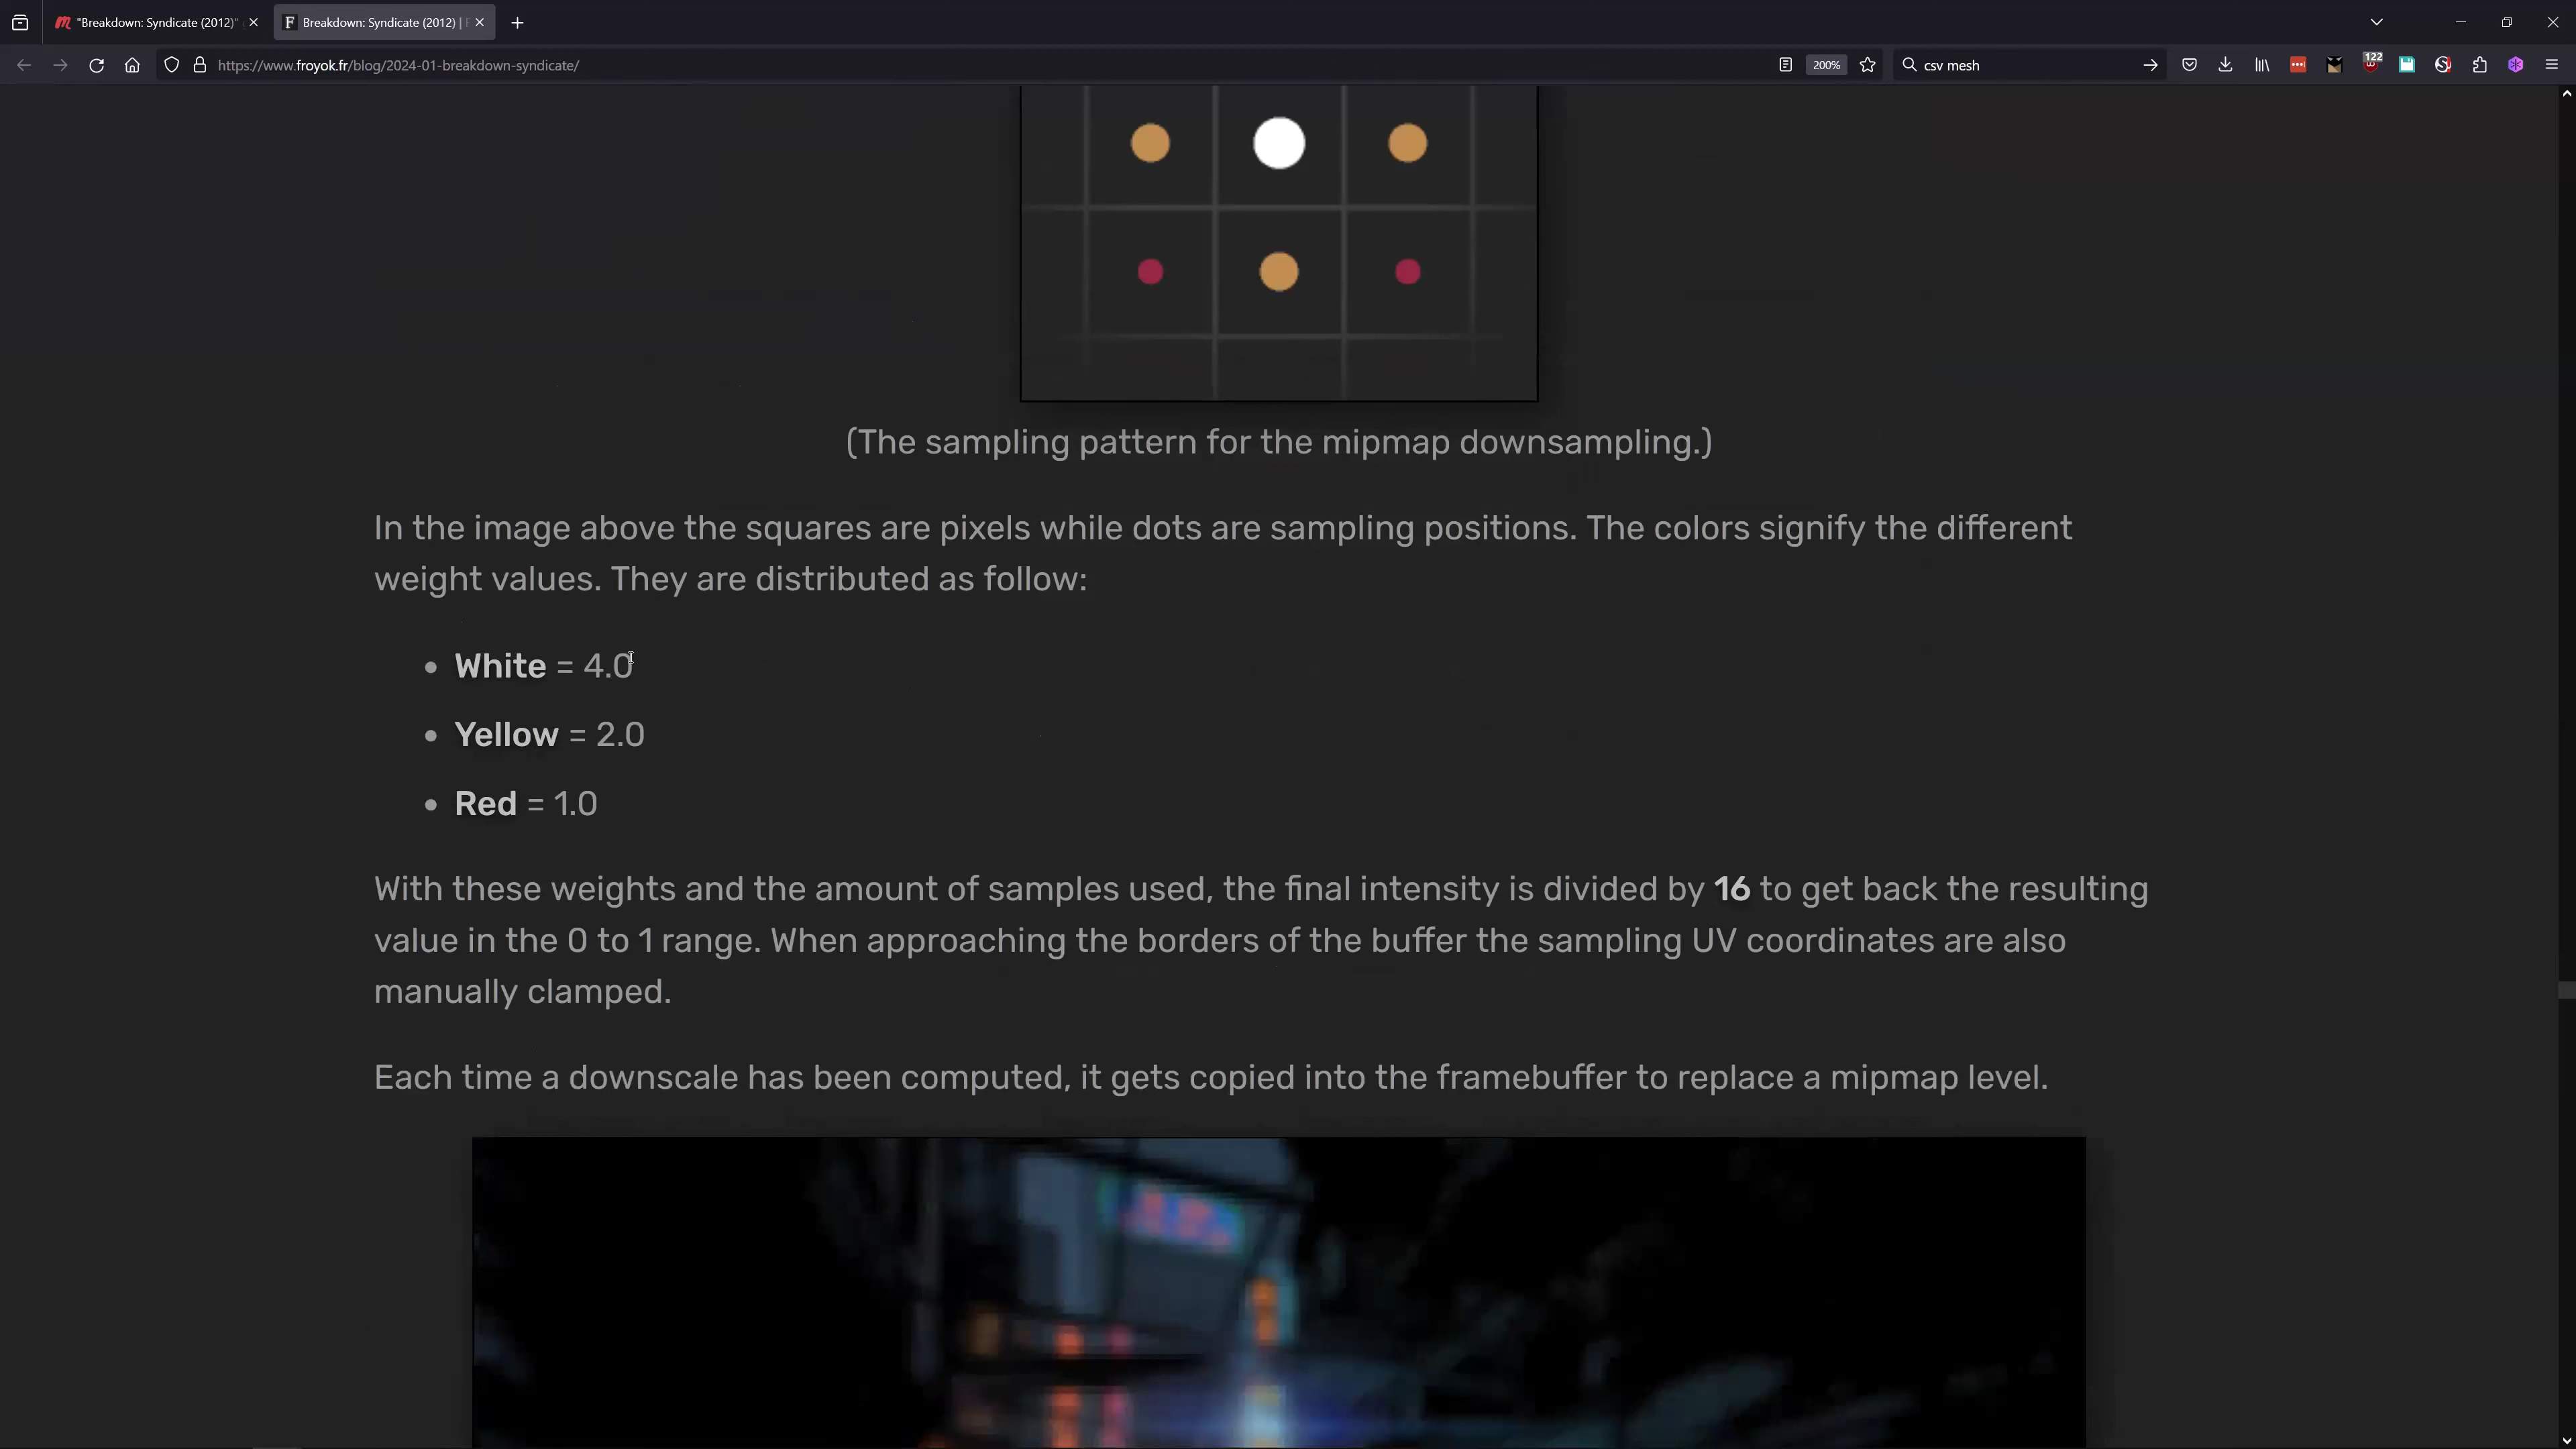 "Breakdown: Syndicate (2012)"
Breakdown: Syndicate (2012) | F
https://www.froyok.fr/blog/2024-01-breakdown-syndicate/
200%
csv mesh
122
(The sampling pattern for the mipmap downsampling.)
In the image above the squares are pixels while dots are sampling positions. The colors signify the different
weight values. They are distributed as follow:
White = 4.0
Yellow = 2.0
Red = 1.0
With these weights and the amount of samples used, the final intensity is divided by 16 to get back the resulting
value in the 0 to 1 range. When approaching the borders of the buffer the sampling UV coordinates are also
manually clamped.
Each time a downscale has been computed, it gets copied into the framebuffer to replace a mipmap level.